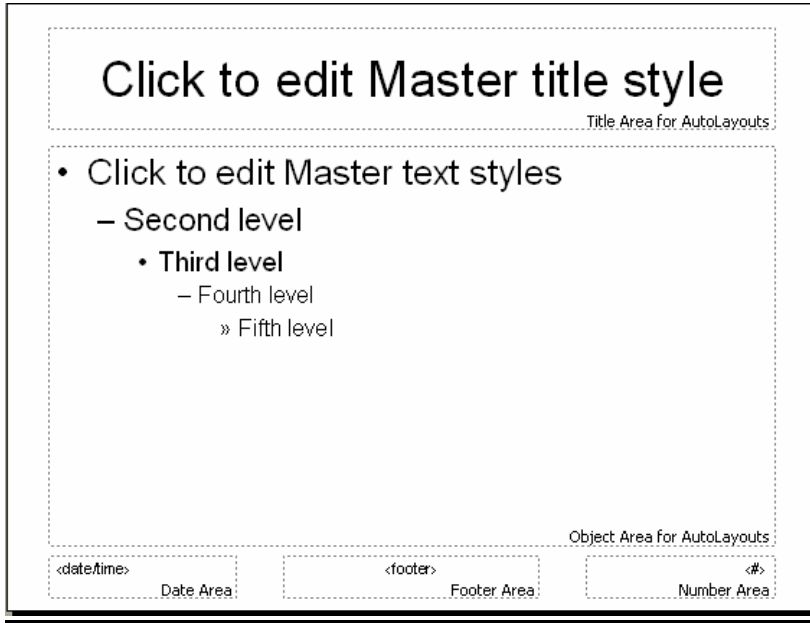 Click to edit Master title style
Title Area for AutoLayouts
• Click to edit Master text styles
– Second level
• Third level
– Fourth level
» Fifth level
Object Area for AutoLayouts
<date/time>
Date Area
<footer>
Footer Area
<#>
Number Area